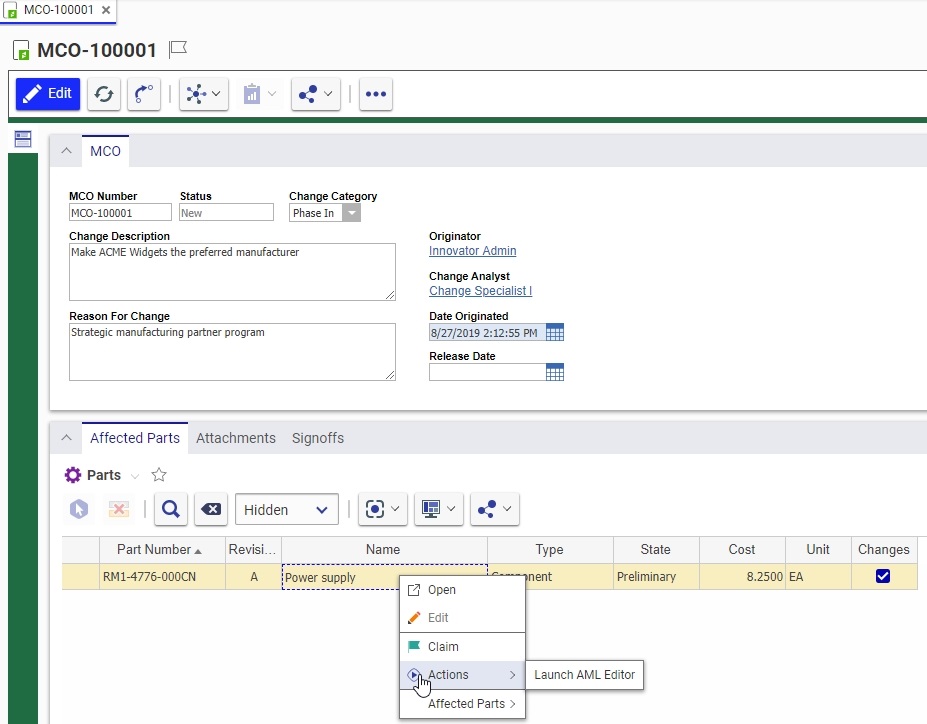 MCO-100001
MCO-100001
Edit
MCO
MCO Number Status Change Category
MCO-100001 New Phase In
Change Description
Make ACME Widgets the preferred manufacturer
Originator
Innovator Admin
Change Analyst
Change Specialist I
Reason For Change
Strategic manufacturing partner program
Date Originated
8/27/2019 2:12:55 PM
Release Date
Affected Parts Attachments Signoffs
Parts
Hidden
Part Number Revisi... Name Type State Cost Unit Changes
RM1-4776-000CN A Power supply Component Preliminary 8.2500 EA
Open
Edit
Claim
Actions Launch AML Editor
Affected Parts